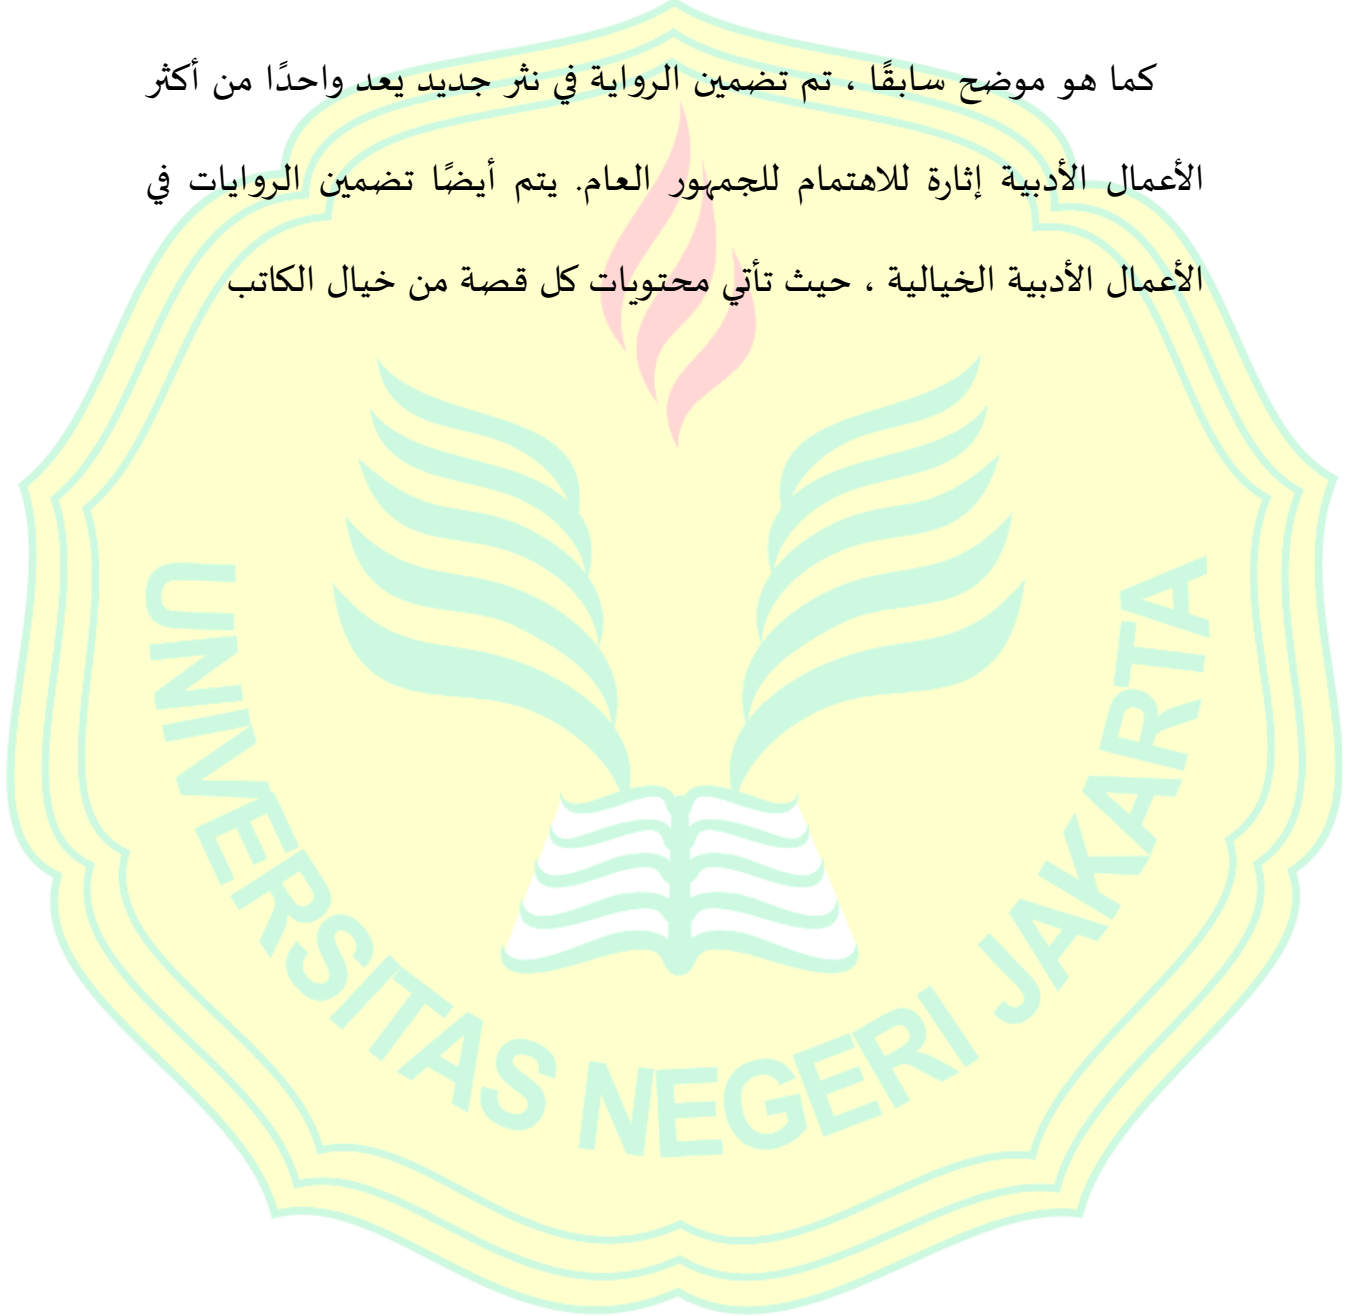 كما هو موضح سابقًا ، تم تضمين الرواية في نثر جديد يعد واحدًا من أكثر
الأعمال الأدبية إثارة للاهتمام للجمهور العام. يتم أيضًا تضمين الروايات في
الأعمال الأدبية الخيالية ، حيث تأتي محتويات كل قصة من خيال الكاتب
UNIVERSITAS NEGERI JAKARTA